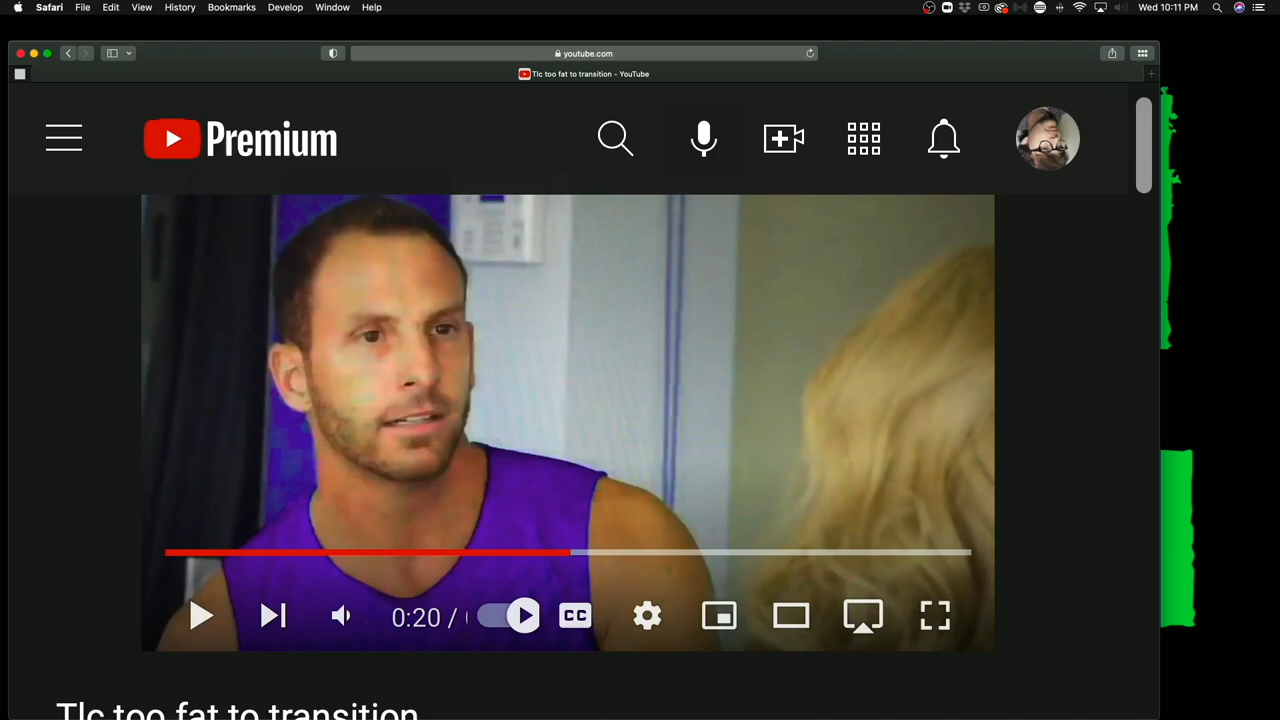 Safari File Edit View History Bookmarks Develop Window Help Wed 10:11 PM
youtube.com
Tlc too fat to transition - YouTube
Premium
0:20 /
CC
Tlc too fat to transition